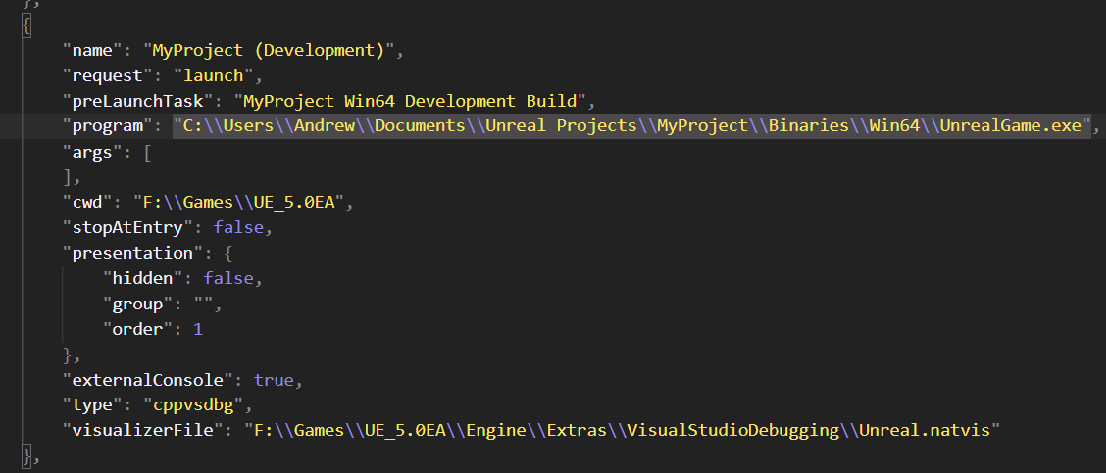 },
{
"name": "MyProject (Development)",
"request": "launch",
"preLaunchTask": "MyProject Win64 Development Build",
"program": "C:\\Users\\Andrew\\Documents\\Unreal Projects\\MyProject\\Binaries\\Win64\\UnrealGame.exe",
"args": [
],
"cwd": "F:\\Games\\UE_5.0EA",
"stopAtEntry": false,
"presentation": {
"hidden": false,
"group": "",
"order": 1
},
"externalConsole": true,
"type": "cppvsdbg",
"visualizerFile": "F:\\Games\\UE_5.0EA\\Engine\\Extras\\VisualStudioDebugging\\Unreal.natvis"
},